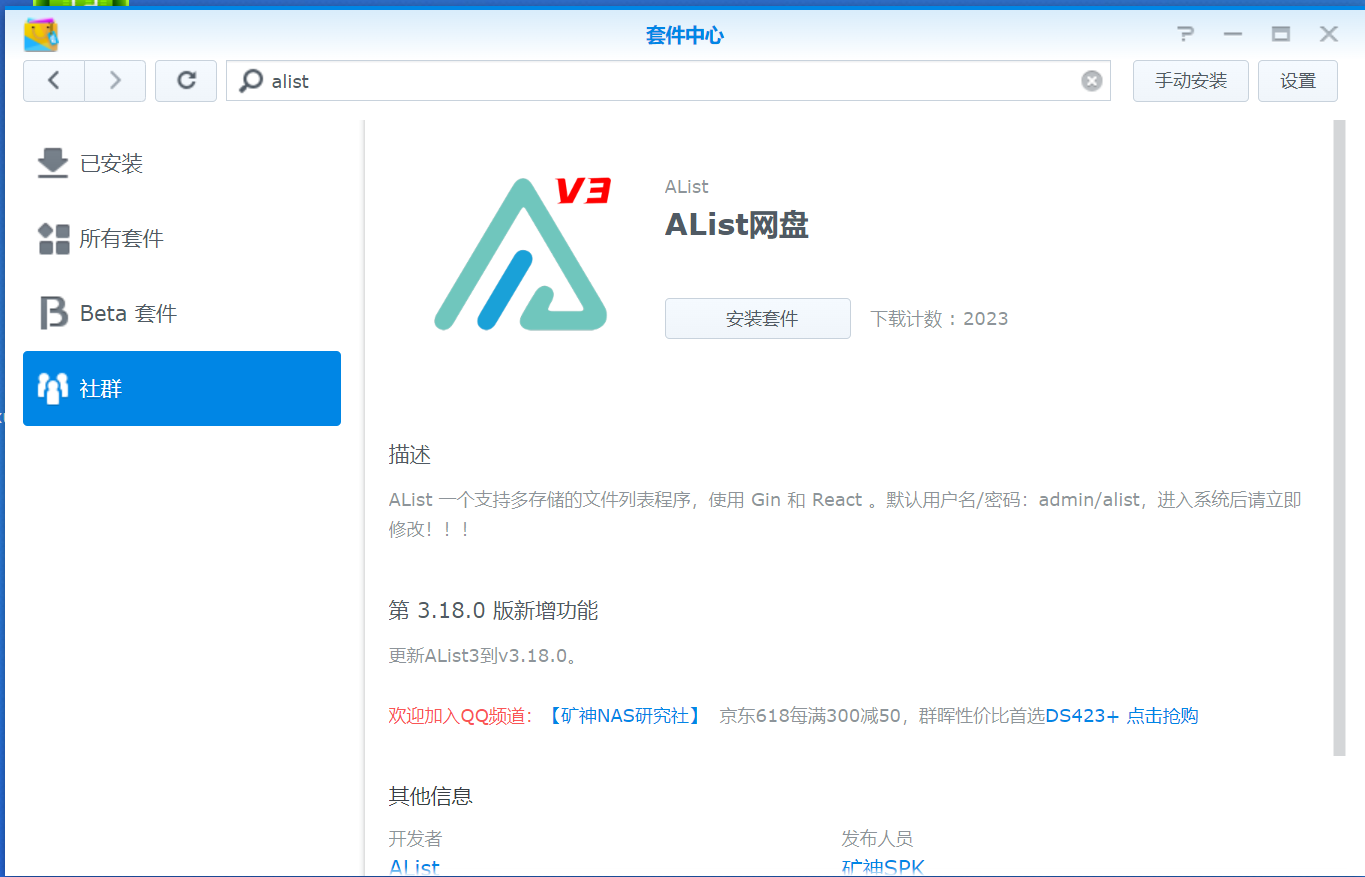 套件中心
alist
手动安装
设置
已安装
所有套件
Beta 套件
社群
V3
AList
AList网盘
安装套件
下载计数：2023
描述
AList 一个支持多存储的文件列表程序，使用 Gin 和 React 。默认用户名/密码：admin/alist，进入系统后请立即
修改！！！
第 3.18.0 版新增功能
更新AList3到v3.18.0。
欢迎加入QQ频道：【矿神NAS研究社】 京东618每满300减50，群晖性价比首选DS423+ 点击抢购
其他信息
开发者
发布人员
AList
矿神SPK